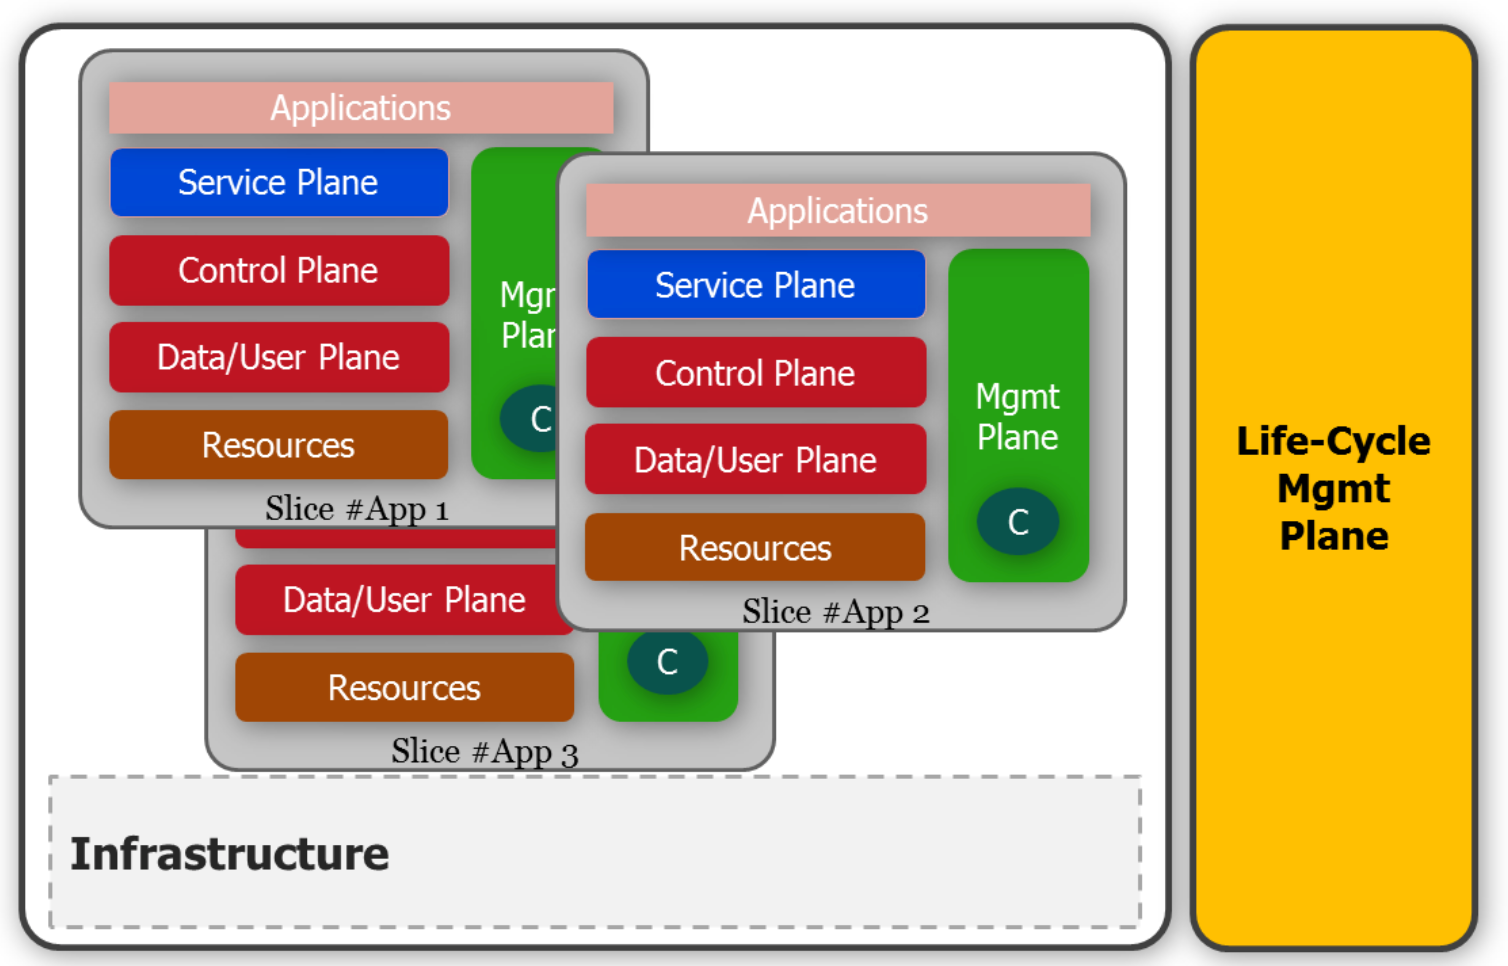 Applications
Service Plane
Control Plane
Data/User Plane
Resources
C
Slice #App 1
Applications
Service Plane
Control Plane
Data/User Plane
Resources
Mgmt
Plane
C
Slice #App 2
Data/User Plane
Resources
C
Slice #App 3
Infrastructure
Life-Cycle
Mgmt
Plane